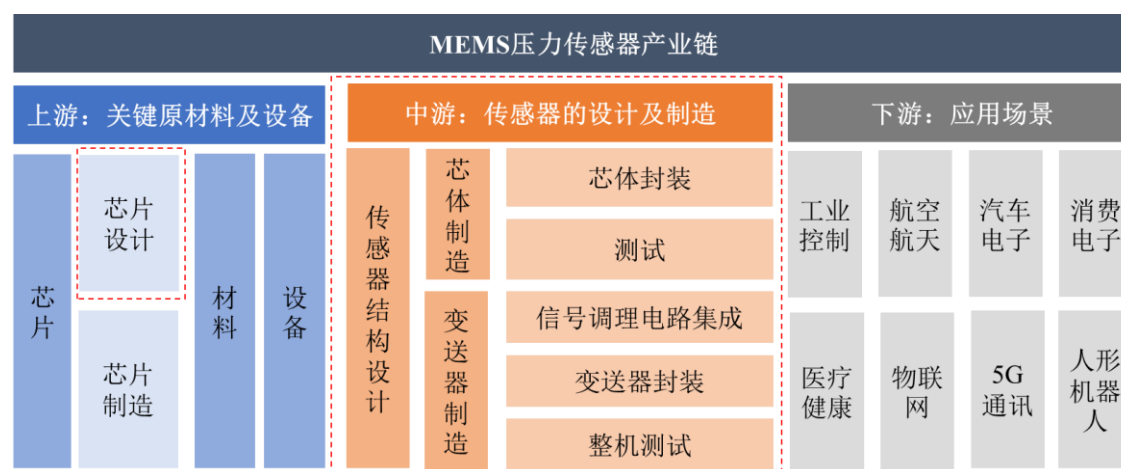 MEMS压力传感器产业链
上游：关键原材料及设备
芯片
芯片
设计
芯片
制造
材料
设备
中游：传感器的设计及制造
传感器结构设计
芯体制造
芯体封装
测试
变送器制造
信号调理电路集成
变送器封装
整机测试
下游：应用场景
工业
控制
航空
航天
汽车
电子
消费
电子
医疗
健康
物联
网
5G
通讯
人形
机器
人